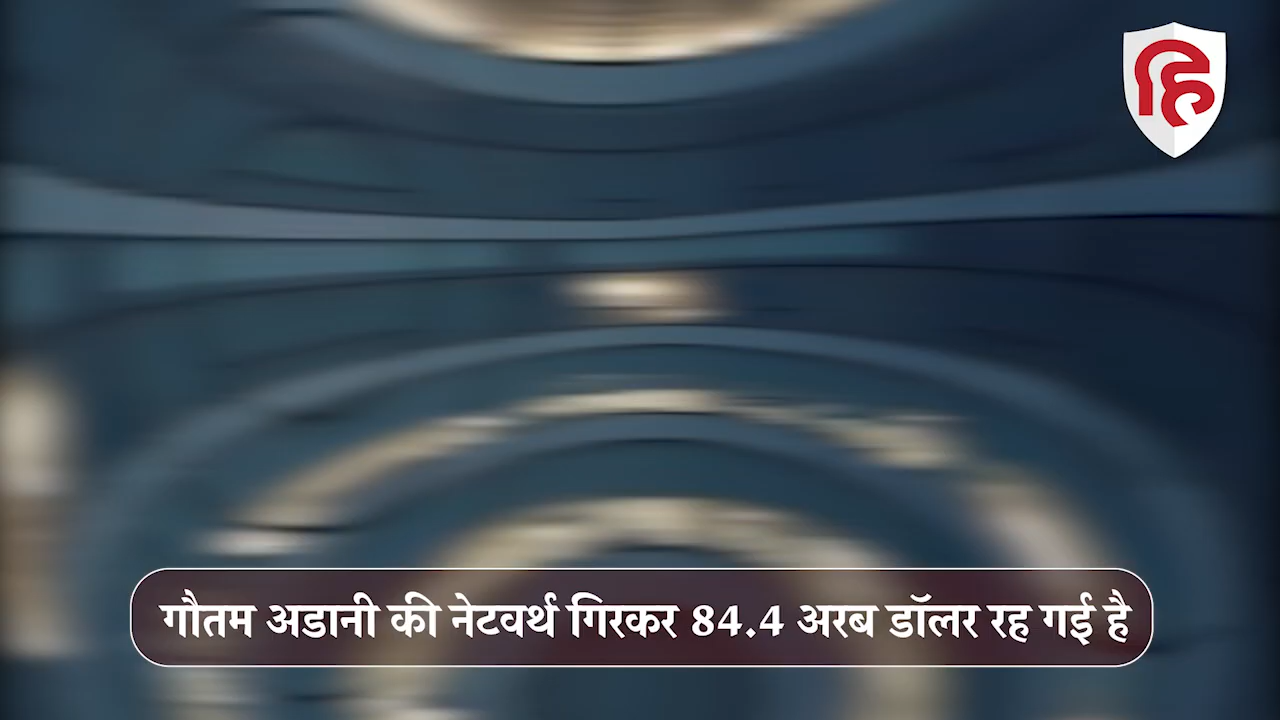 हि
गौतम अडानी की नेटवर्थ गिरकर 84.4 अरब डॉलर रह गई है